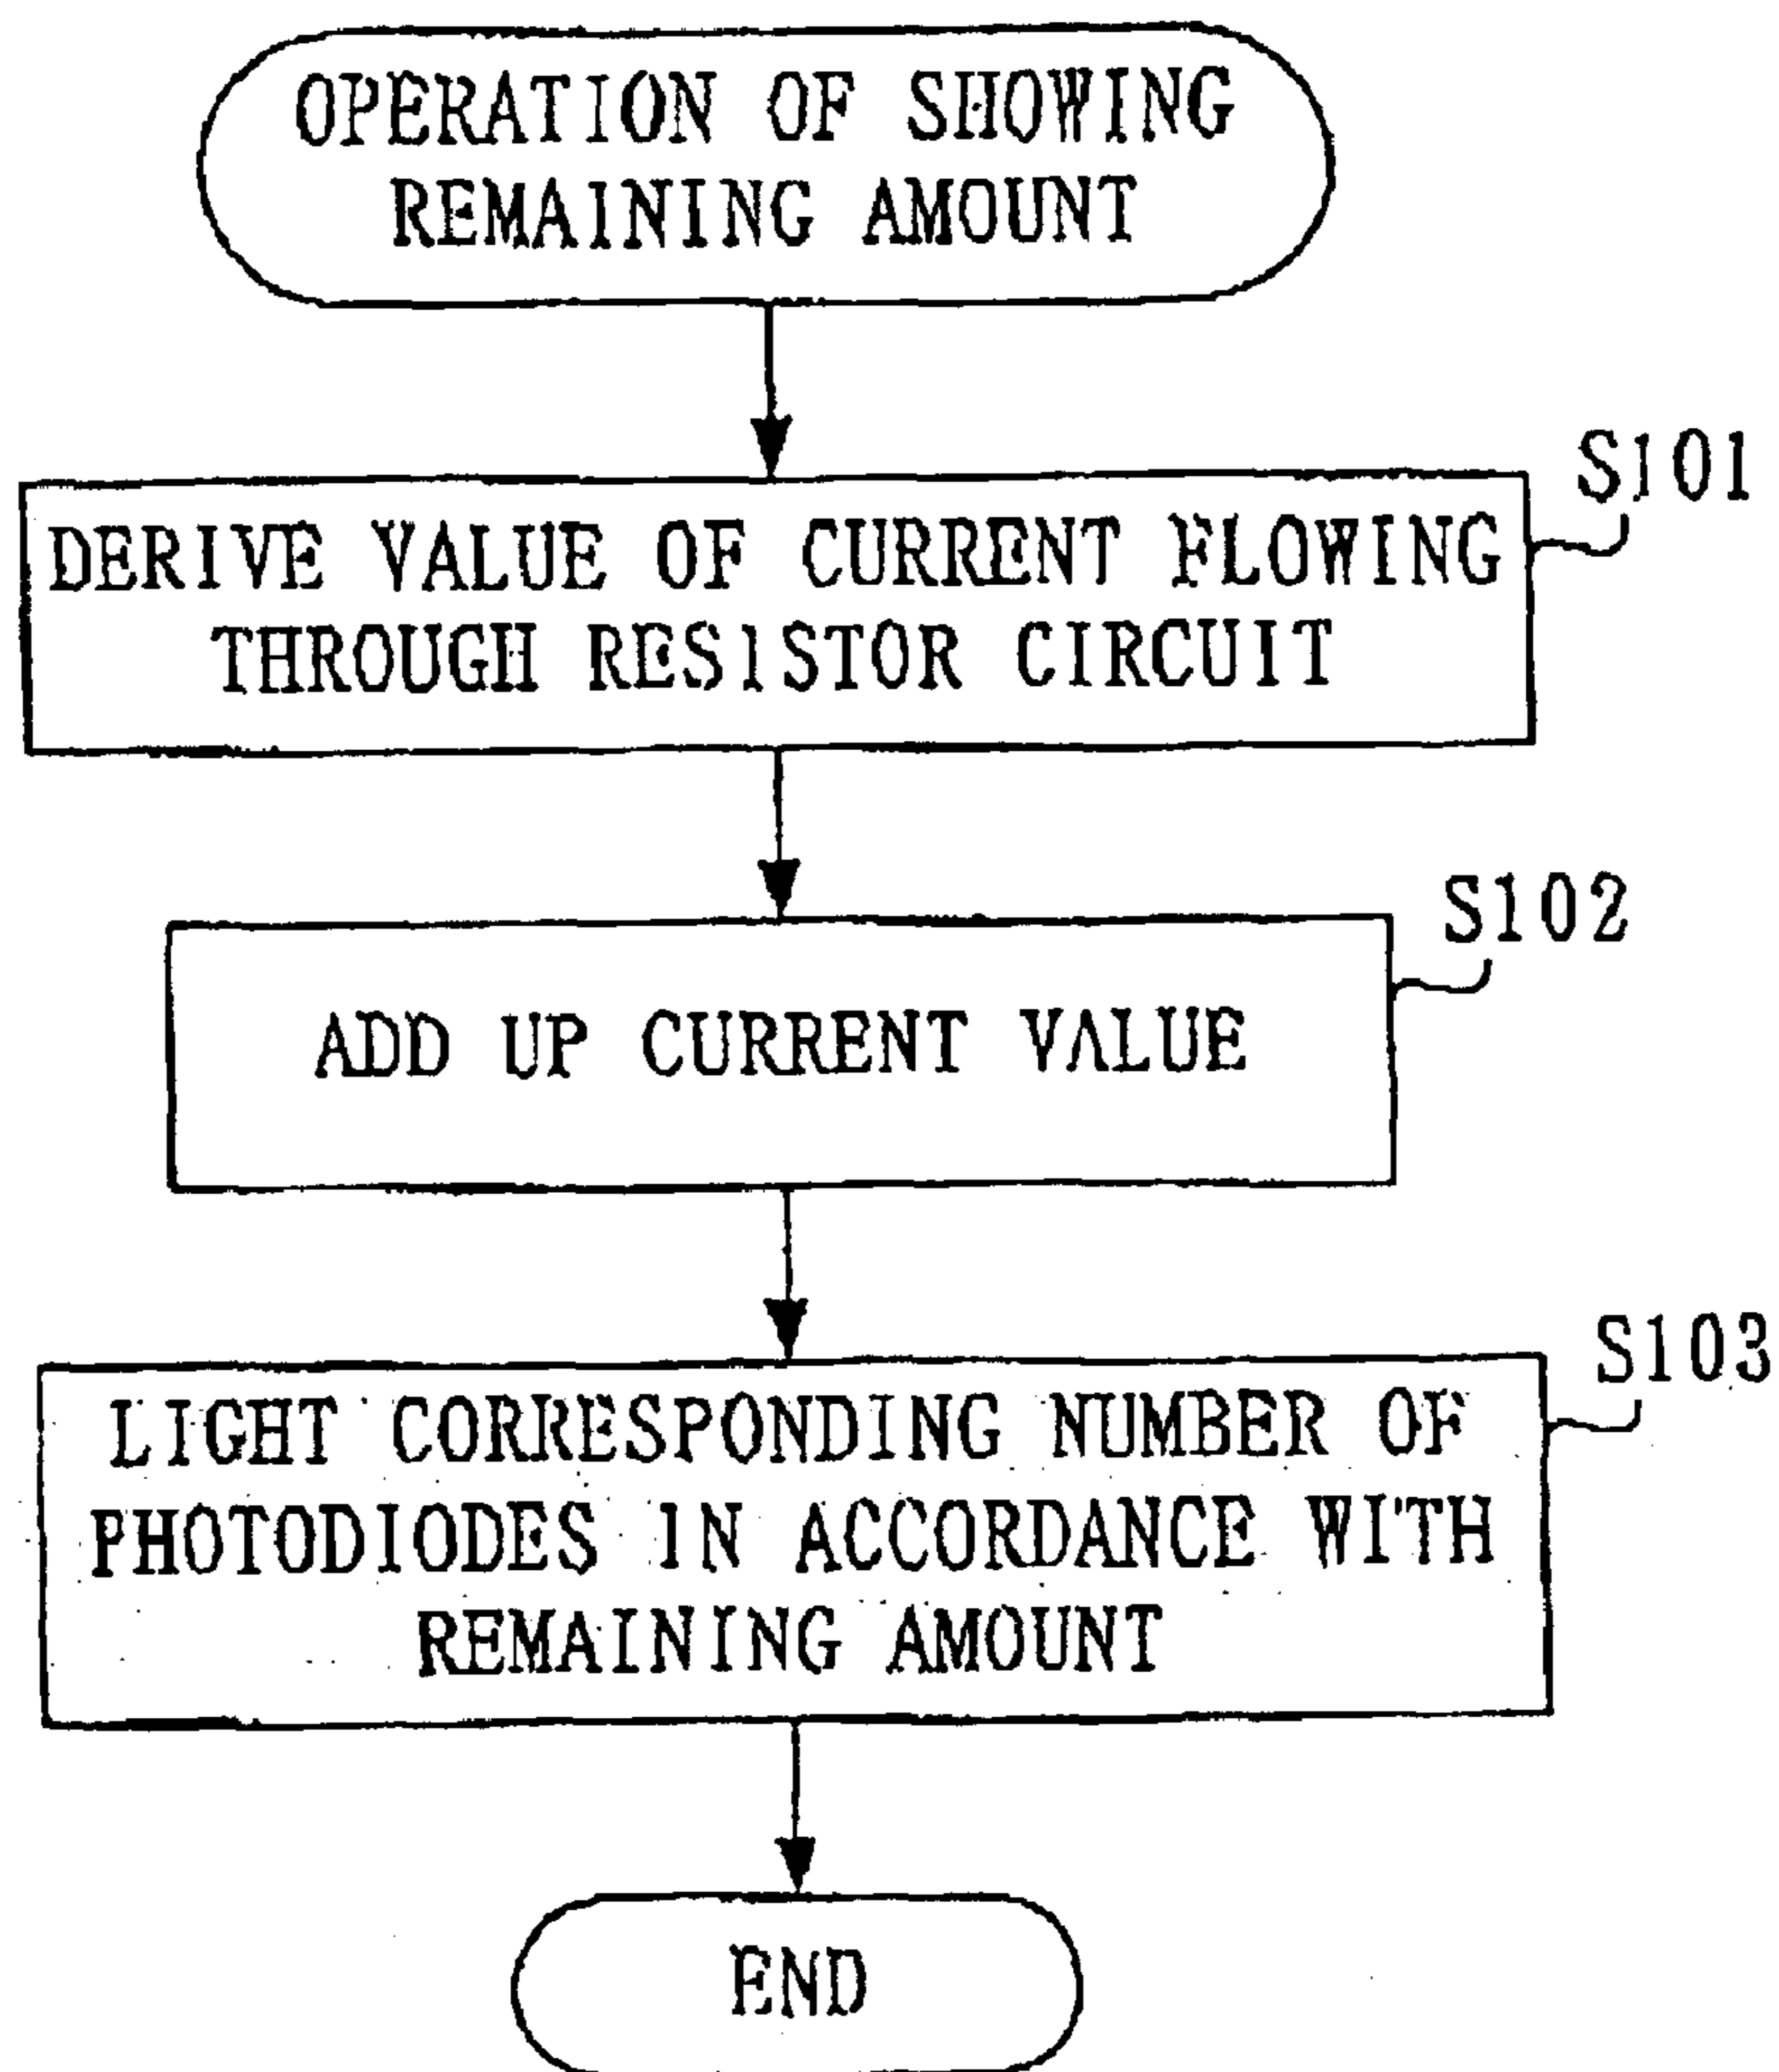 OPERATION OF SHOWING
REMAINING AMOUNT
S101
DERIVE VALUE OF CURRENT FLOWING
THROUGH RESISTOR CIRCUIT
S102
ADD UP CURRENT VALUE
S103
LIGHT CORRESPONDING NUMBER OF
PHOTODIODES IN ACCORDANCE WITH
REMAINING AMOUNT
END